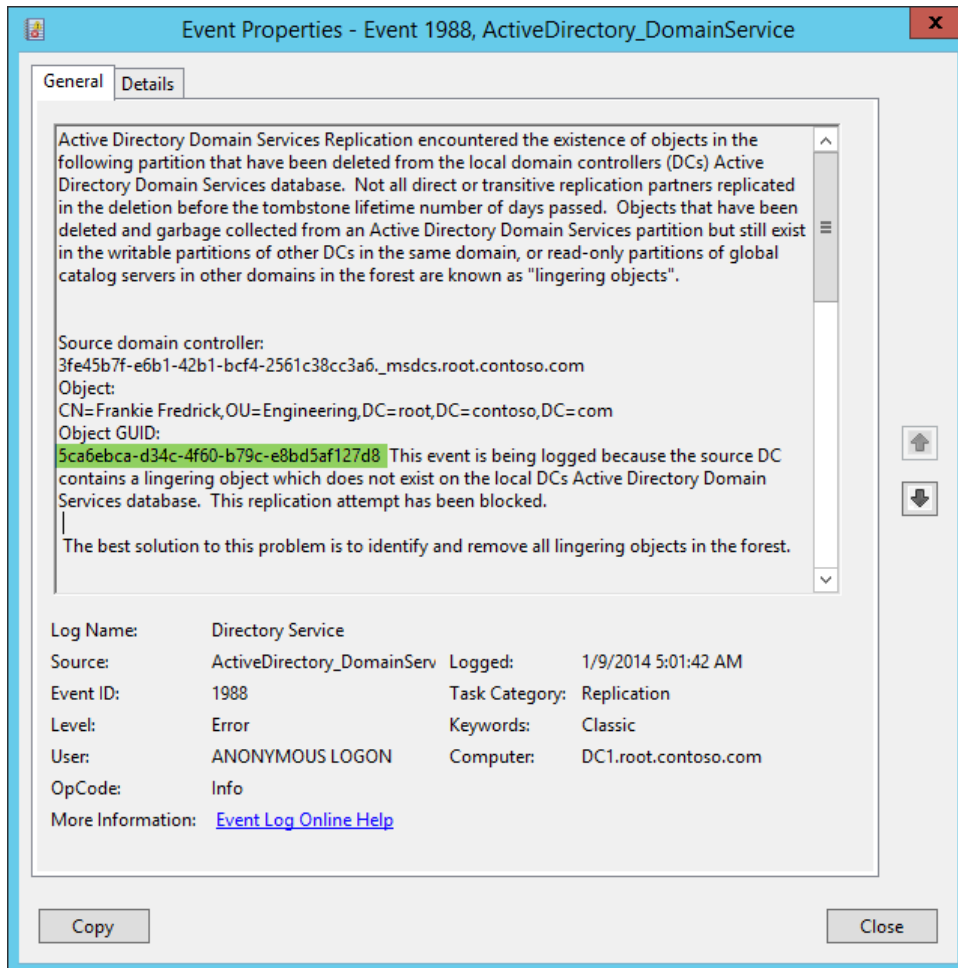 Event Properties - Event 1988, ActiveDirectory_DomainService
x
General
Details
Active Directory Domain Services Replication encountered the existence of objects in the
following partition that have been deleted from the local domain controllers (DCs) Active
Directory Domain Services database.  Not all direct or transitive replication partners replicated
in the deletion before the tombstone lifetime number of days passed.  Objects that have been
deleted and garbage collected from an Active Directory Domain Services partition but still exist
in the writable partitions of other DCs in the same domain, or read-only partitions of global
catalog servers in other domains in the forest are known as "lingering objects".
Source domain controller:
3fe45b7f-e6b1-42b1-bcf4-2561c38cc3a6._msdcs.root.contoso.com
Object:
CN=Frankie Fredrick,OU=Engineering,DC=root,DC=contoso,DC=com
Object GUID:
5ca6ebca-d34c-4f60-b79c-e8bd5af127d8 This event is being logged because the source DC
contains a lingering object which does not exist on the local DCs Active Directory Domain
Services database.  This replication attempt has been blocked.
The best solution to this problem is to identify and remove all lingering objects in the forest.
Log Name: Directory Service
Source: ActiveDirectory_DomainServ Logged: 1/9/2014 5:01:42 AM
Event ID: 1988 Task Category: Replication
Level: Error Keywords: Classic
User: ANONYMOUS LOGON Computer: DC1.root.contoso.com
OpCode: Info
More Information: Event Log Online Help
Copy
Close